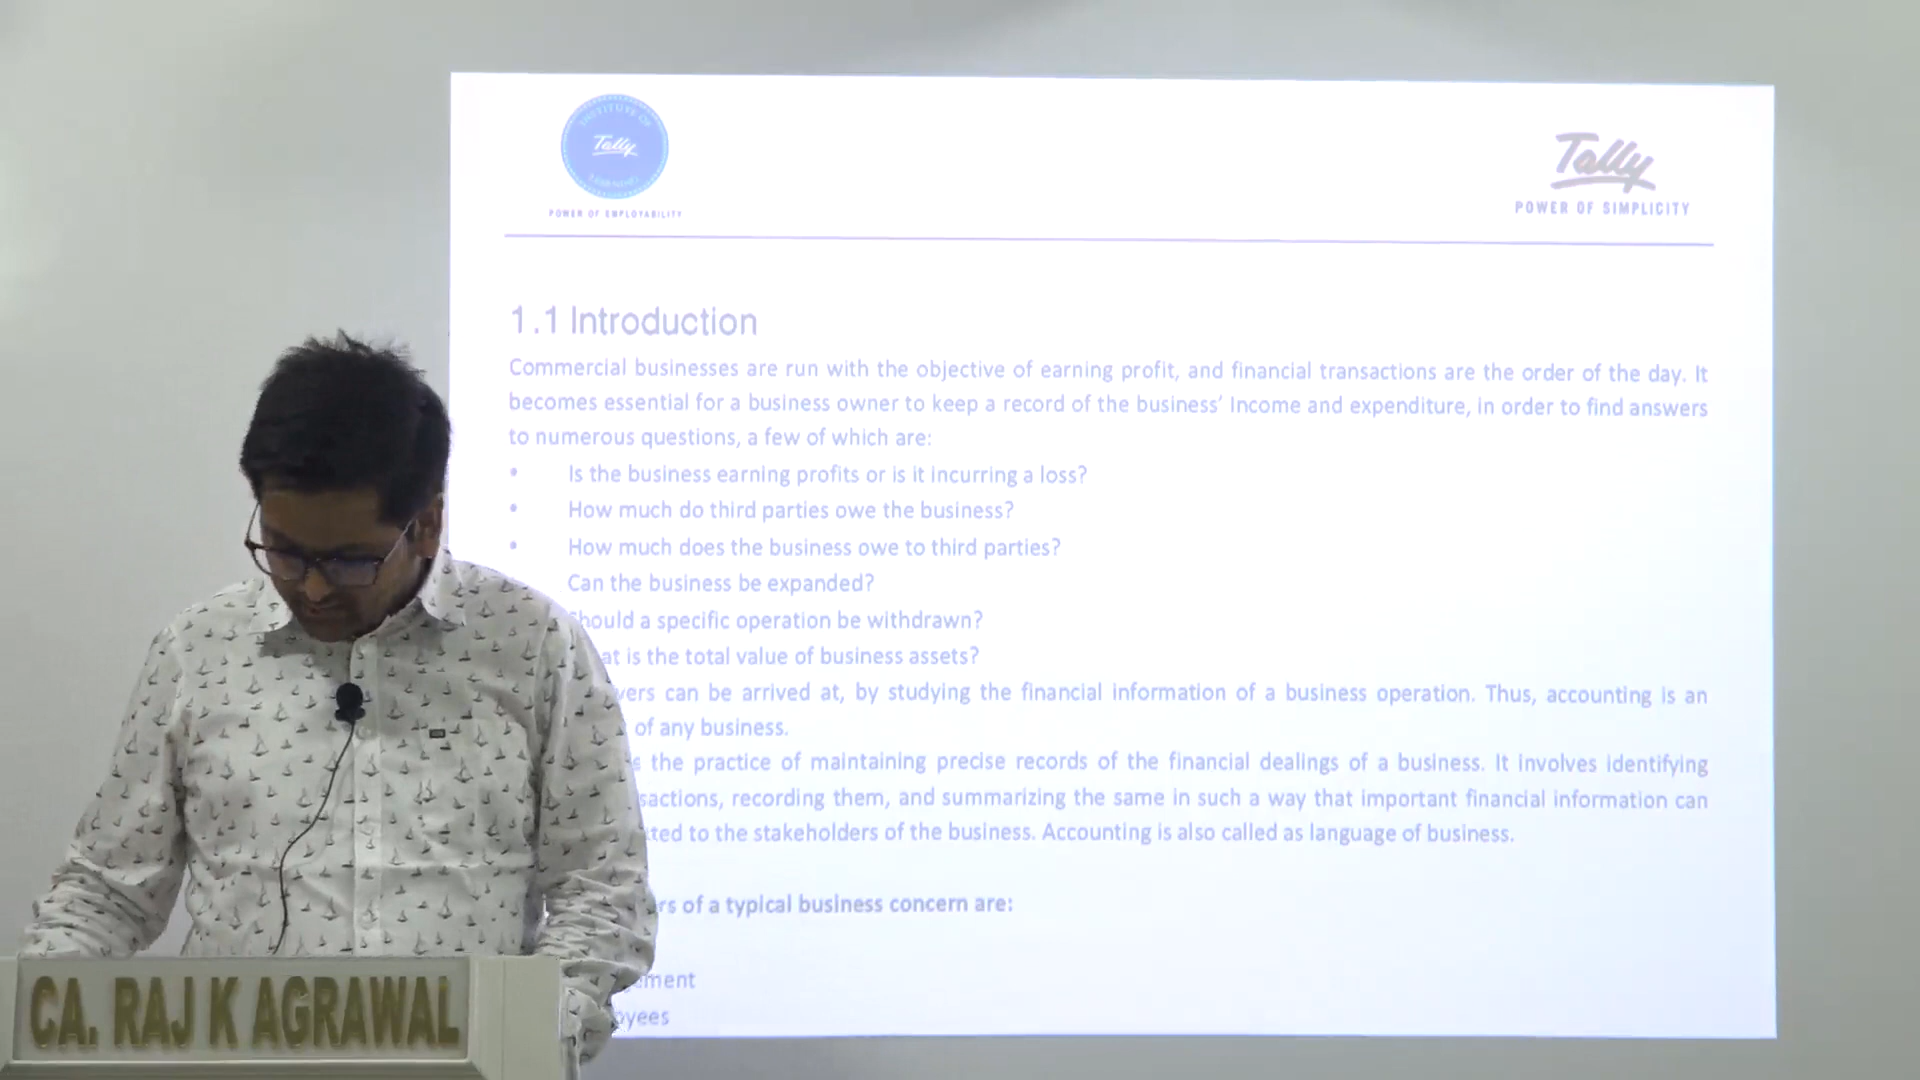 INSTITUTE OF
Tally
LEARNING
POWER OF EMPLOYABILITY
Tally
POWER OF SIMPLICITY
1.1 Introduction
Commercial businesses are run with the objective of earning profit, and financial transactions are the order of the day. It
becomes essential for a business owner to keep a record of the business' Income and expenditure, in order to find answers
to numerous questions, a few of which are:
• Is the business earning profits or is it incurring a loss?
• How much do third parties owe the business?
• How much does the business owe to third parties?
Can the business be expanded?
Should a specific operation be withdrawn?
at is the total value of business assets?
vers can be arrived at, by studying the financial information of a business operation. Thus, accounting is an
of any business.
the practice of maintaining precise records of the financial dealings of a business. It involves identifying
sactions, recording them, and summarizing the same in such a way that important financial information can
ted to the stakeholders of the business. Accounting is also called as language of business.
rs of a typical business concern are:
ement
oyees
CA. RAJ K AGRAWAL